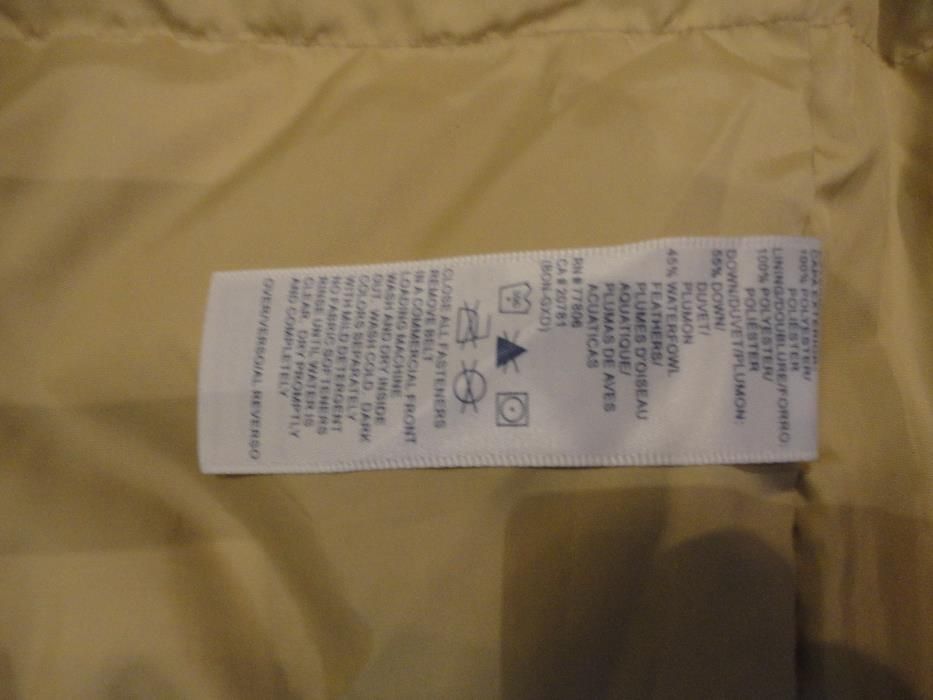 100% POLYESTER/
POLIÉSTER
LINING/DOUBLURE/FORRO:
100% POLYESTER/
POLIÉSTER
DOWN/DUVET/PLUMON:
55% DOWN/
DUVET/
PLUMON
45% WATERFOWL
FEATHERS/
PLUMES D'OISEAU
AQUATIQUE/
PLUMAS DE AVES
ACUATICAS
RN # 77806
CA # 20781
CLOSE ALL FASTENERS
REMOVE BELT
IN A COMMERCIAL FRONT
LOADING MACHINE
WASH AND DRY INSIDE
OUT. WASH COLD. DARK
COLORS SEPARATELY
WITH MILD DETERGENT
NO FABRIC SOFTENERS
RINSE UNTIL WATER IS
CLEAR. DRY PROMPTLY
AND COMPLETELY
OVER/VERSO/AL REVERSO